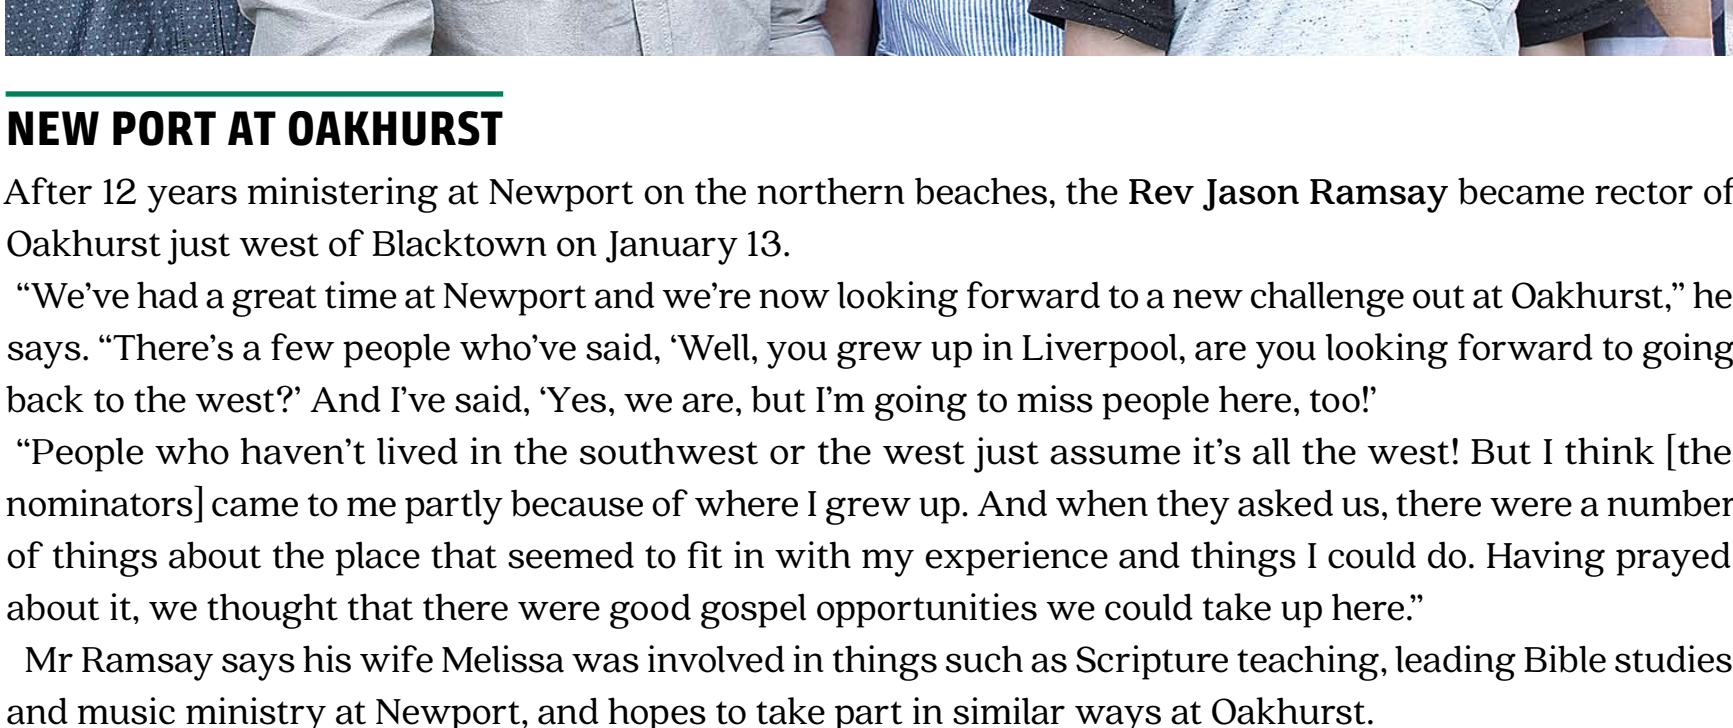 NEW PORT AT OAKHURST
After 12 years ministering at Newport on the northern beaches, the Rev Jason Ramsay became rector of
Oakhurst just west of Blacktown on January 13.
“We’ve had a great time at Newport and we’re now looking forward to a new challenge out at Oakhurst,” he
says. “There’s a few people who’ve said, ‘Well, you grew up in Liverpool, are you looking forward to going
back to the west?’ And I’ve said, ‘Yes, we are, but I’m going to miss people here, too!’
“People who haven’t lived in the southwest or the west just assume it’s all the west! But I think [the
nominators] came to me partly because of where I grew up. And when they asked us, there were a number
of things about the place that seemed to fit in with my experience and things I could do. Having prayed
about it, we thought that there were good gospel opportunities we could take up here.”
Mr Ramsay says his wife Melissa was involved in things such as Scripture teaching, leading Bible studies
and music ministry at Newport, and hopes to take part in similar ways at Oakhurst.